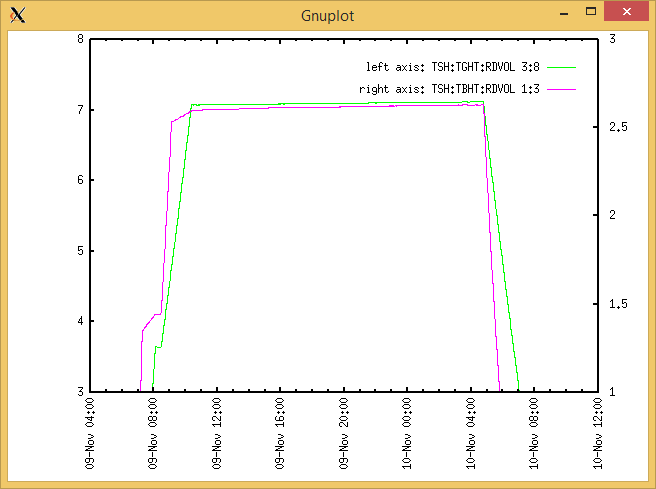 Gnuplot
8
7
6
5
4
3
3
2.5
2
1.5
1
left axis: TSH:TGHT:RDVOL 3:8
right axis: TSH:TBHT:RDVOL 1:3
09-Nov 04:00
09-Nov 08:00
09-Nov 12:00
09-Nov 16:00
09-Nov 20:00
10-Nov 00:00
10-Nov 04:00
10-Nov 08:00
10-Nov 12:00